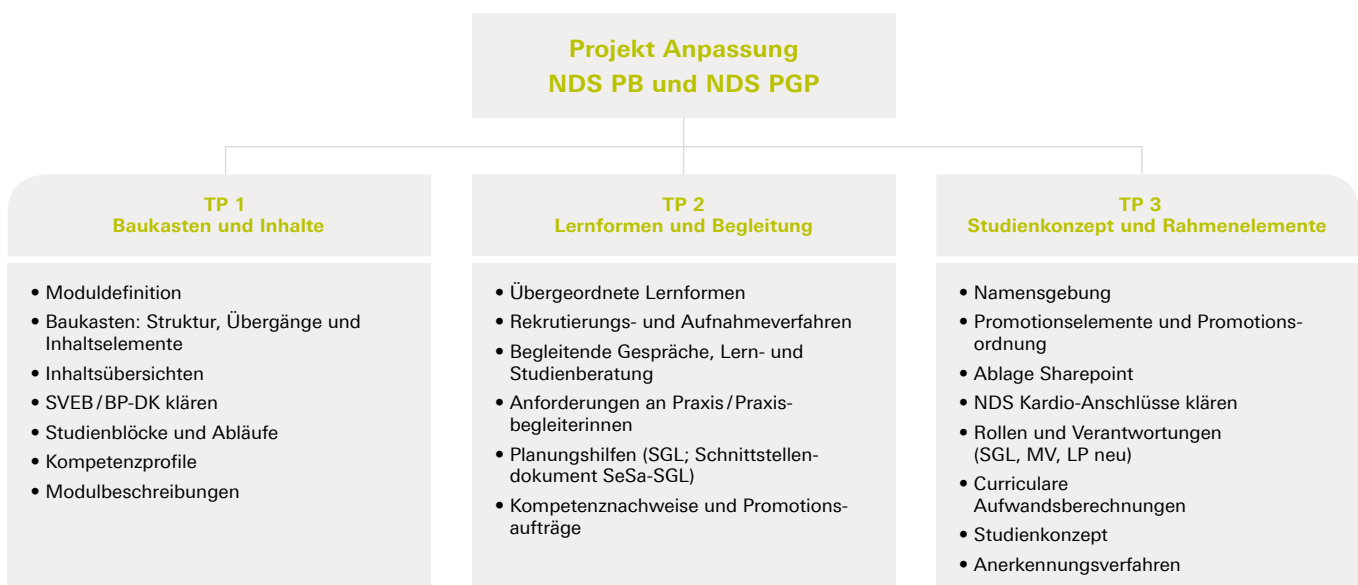 Projekt Anpassung
NDS PB und NDS PGP
TP 1
Baukasten und Inhalte
• Moduldefinition
• Baukasten: Struktur, Übergänge und
Inhaltselemente
• Inhaltsübersichten
• SVEB/BP-DK klären
• Studienblöcke und Abläufe
• Kompetenzprofile
• Modulbeschreibungen
TP 2
Lernformen und Begleitung
• Übergeordnete Lernformen
• Rekrutierungs- und Aufnahmeverfahren
• Begleitende Gespräche, Lern- und
Studienberatung
• Anforderungen an Praxis/Praxis-
begleiterinnen
• Planungshilfen (SGL; Schnittstellen-
dokument SeSa-SGL)
• Kompetenznachweise und Promotions-
aufträge
TP 3
Studienkonzept und Rahmenelemente
• Namensgebung
• Promotionselemente und Promotions-
ordnung
• Ablage Sharepoint
• NDS Kardio-Anschlüsse klären
• Rollen und Verantwortungen
(SGL, MV, LP neu)
• Curriculare
Aufwandsberechnungen
• Studienkonzept
• Anerkennungsverfahren